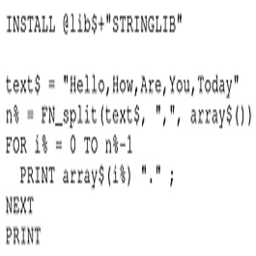 INSTALL @lib$+"STRINGLIB"
text$ = "Hello,How,Are,You,Today"
n% = FN_split(text$, ",", array$())
FOR i% = 0 TO n%-1
PRINT array$(i%) "." ;
NEXT
PRINT